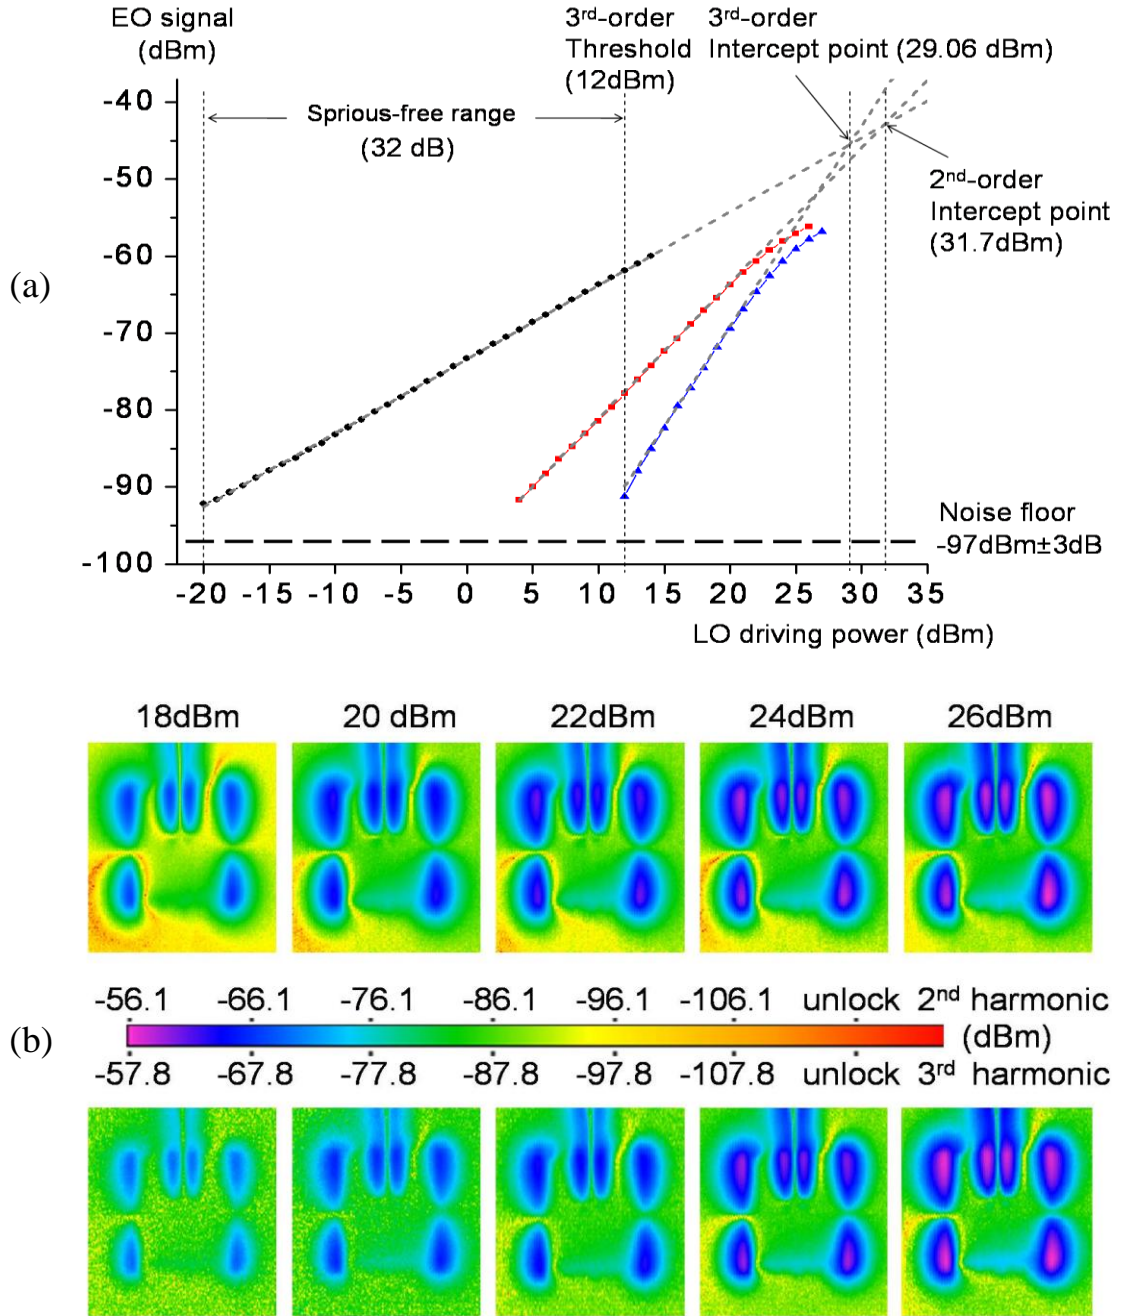 EO signal
(dBm)
3rd-order
Threshold
(12dBm)
3rd-order
Intercept point (29.06 dBm)
Sprious-free range
(32 dB)
2nd-order
Intercept point
(31.7dBm)
(a)
-40
-50
-60
-70
-80
-90
-100
Noise floor
-97dBm±3dB
-20 -15 -10 -5 0 5 10 15 20 25 30 35
LO driving power (dBm)
18dBm 20 dBm 22dBm 24dBm 26dBm
-56.1 -66.1 -76.1 -86.1 -96.1 -106.1 unlock 2nd harmonic
(b)
(dBm)
-57.8 -67.8 -77.8 -87.8 -97.8 -107.8 unlock 3rd harmonic